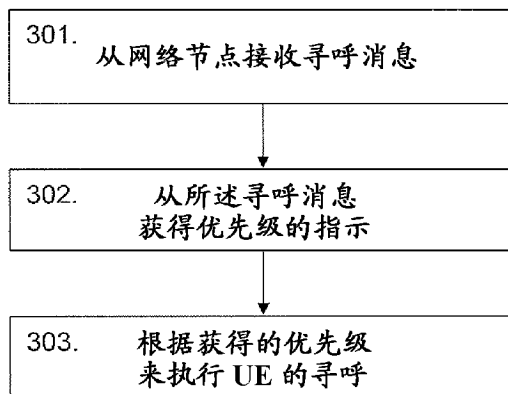 301.
从网络节点接收寻呼消息
302. 从所述寻呼消息
获得优先级的指示
303. 根据获得的优先级
来执行 UE 的寻呼